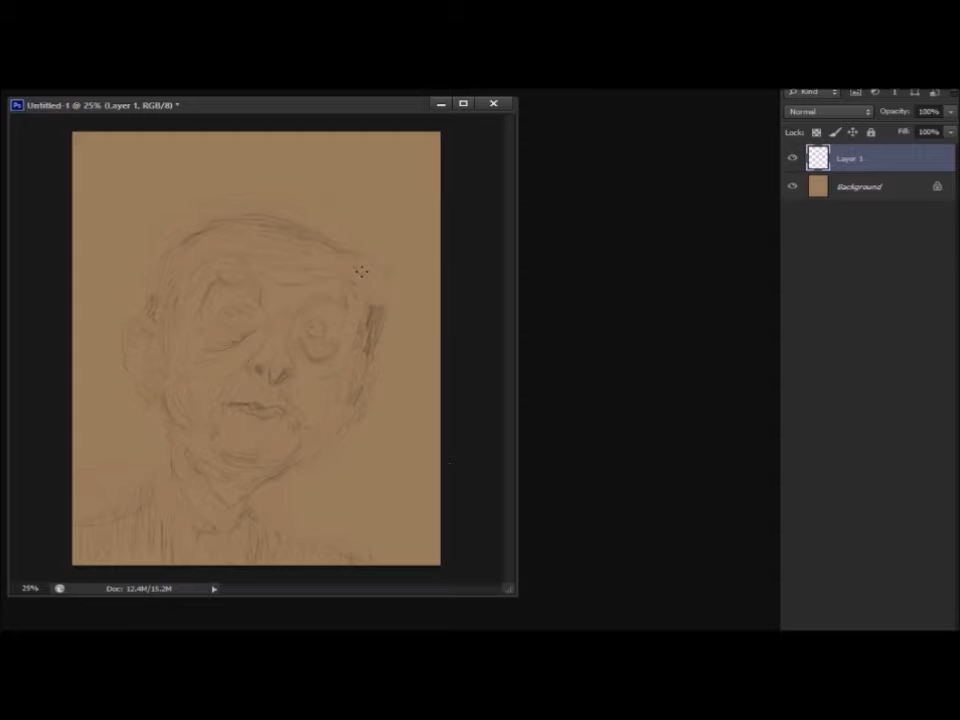 Ps Untitled-1 @ 25% (Layer 1, RGB/8) *
Kind
Normal Opacity: 100%
Lock: Fill: 100%
Layer 1
Background
25% Doc: 12.4M/15.2M